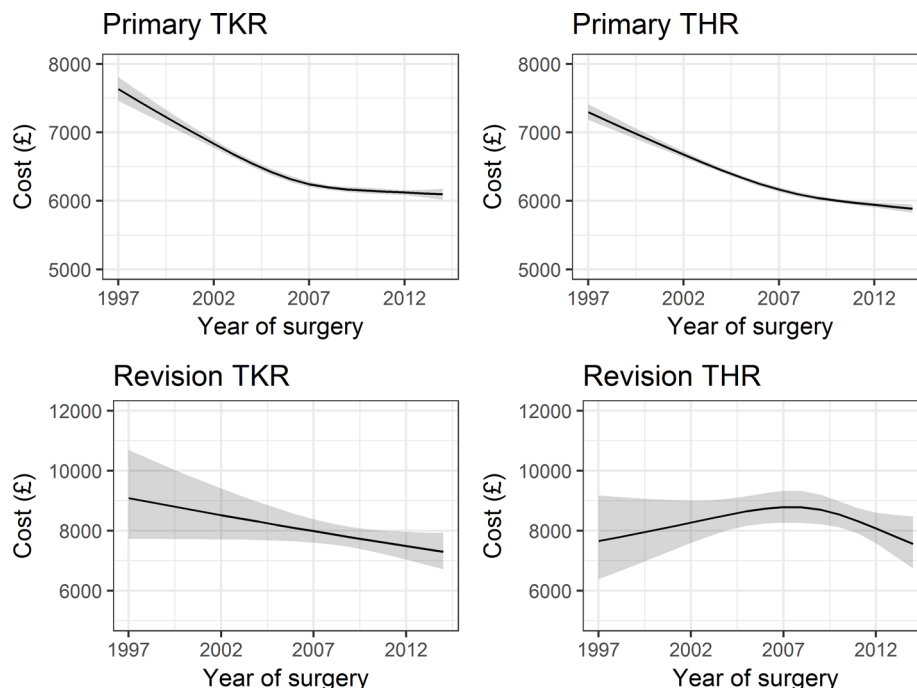 Primary TKR
8000
7000
6000
5000
Cost (£)
1997
2002
2007
2012
Year of surgery
Primary THR
8000
7000
6000
5000
Cost (£)
1997
2002
2007
2012
Year of surgery
Revision TKR
12000
10000
8000
6000
Cost (£)
1997
2002
2007
2012
Year of surgery
Revision THR
12000
10000
8000
6000
Cost (£)
1997
2002
2007
2012
Year of surgery